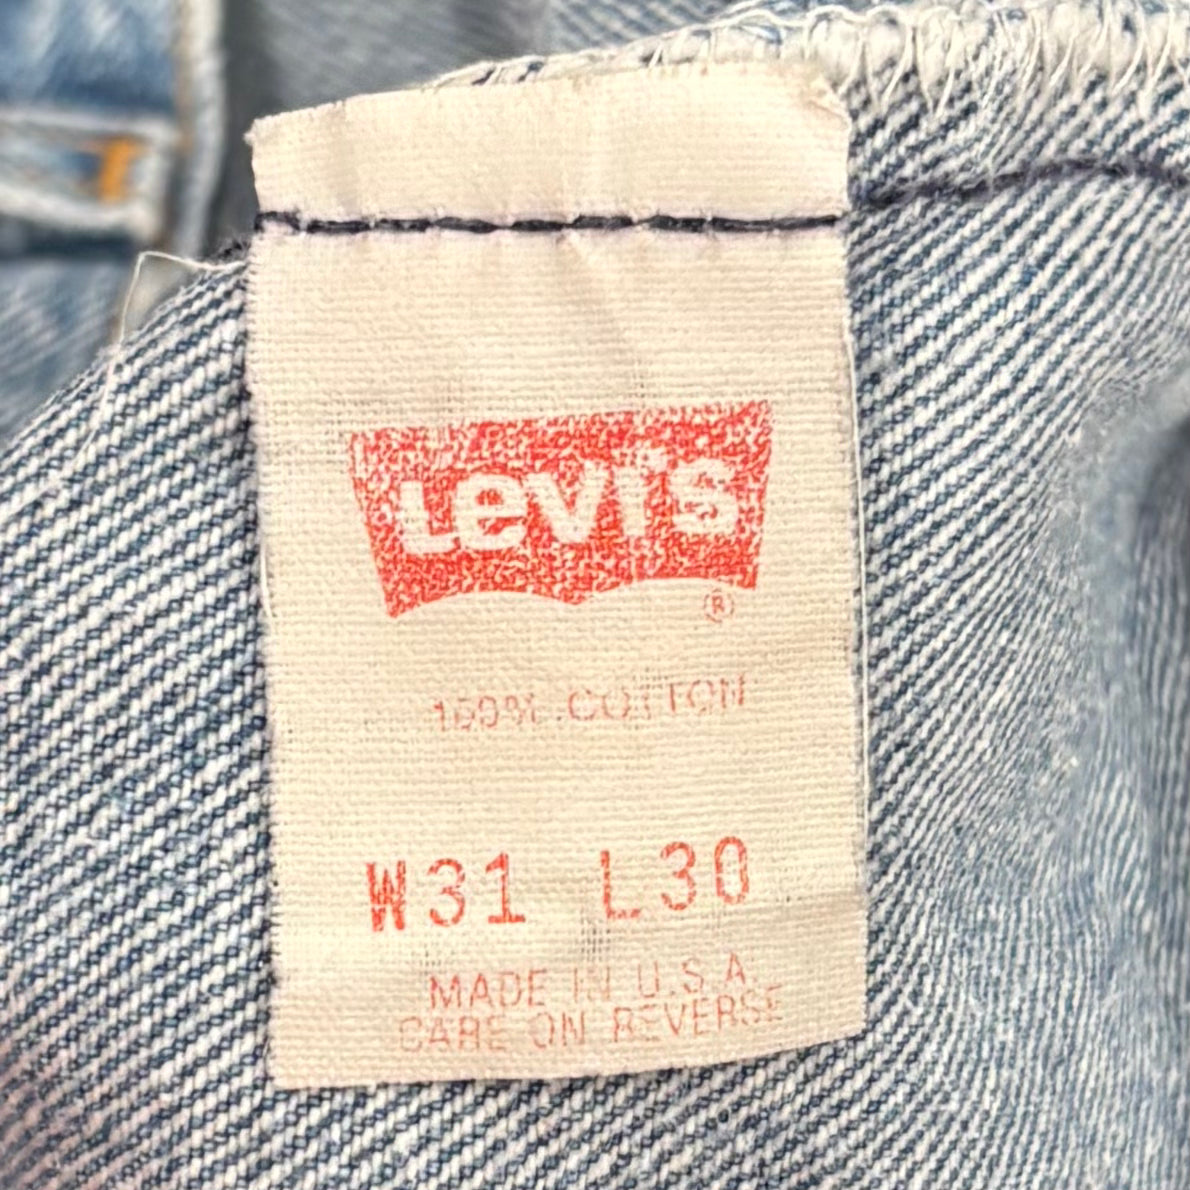 Levi's
®
100% COTTON
W31 L30
MADE IN U.S.A.
CARE ON REVERSE